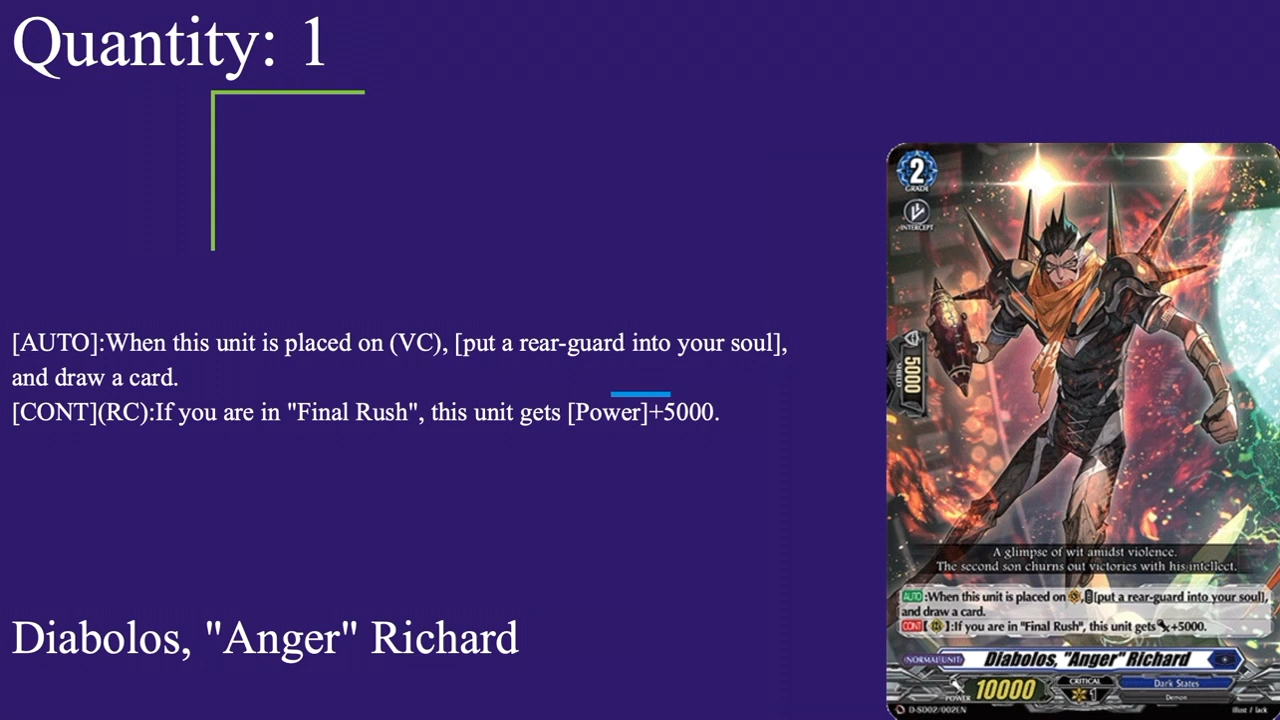 Quantity: 1
[AUTO]:When this unit is placed on (VC), [put a rear-guard into your soul],
and draw a card.
[CONT](RC):If you are in "Final Rush", this unit gets [Power]+5000.
Diabolos, "Anger" Richard
2
GRADE
INTERCEPT
5000
SHIELD
A glimpse of wit amidst violence.
The second son churns out victories with his intellect.
AUTO:When this unit is placed on , [put a rear-guard into your soul],
and draw a card.
CONT[ ]:If you are in "Final Rush", this unit gets +5000.
NORMAL UNIT Diabolos, "Anger" Richard
POWER 10000 CRITICAL 1 Dark States
Demon
D-SD02/002EN Illust / lack